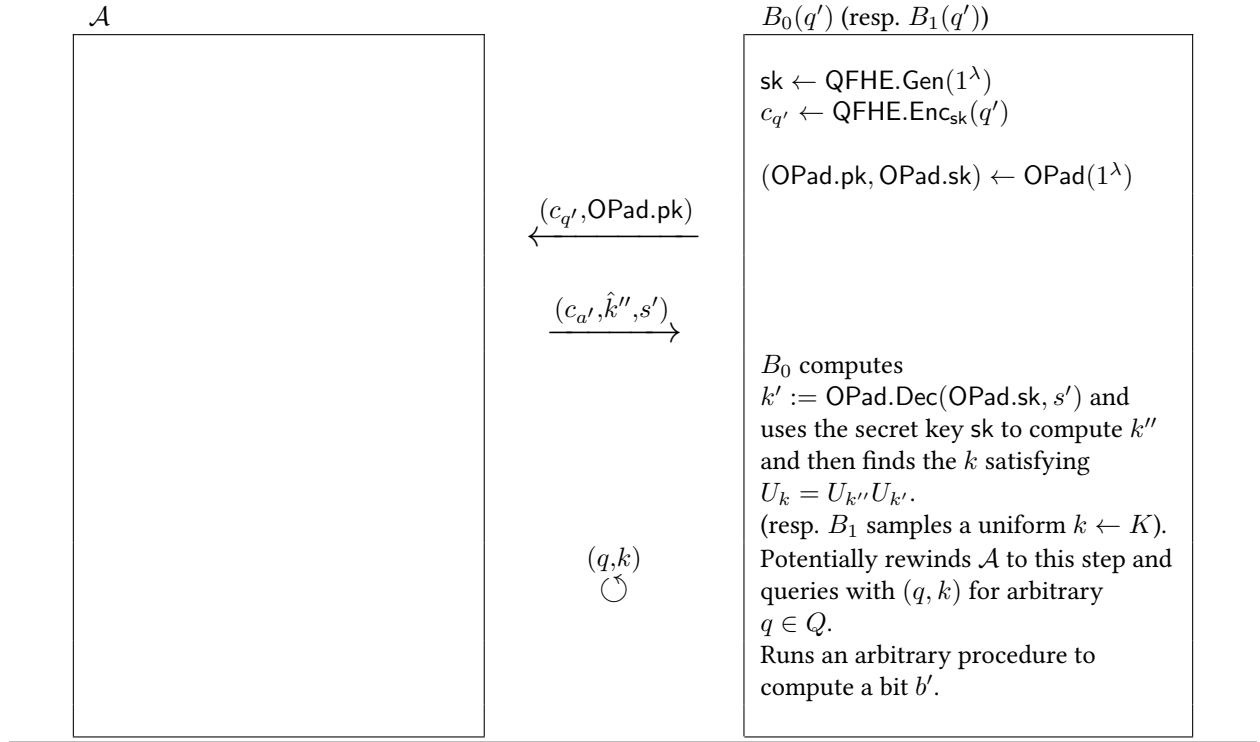 𝒜
B₀(q′) (resp. B₁(q′))
sk ← QFHE.Gen(1^λ)
c_{q′} ← QFHE.Enc_{sk}(q′)
(OPad.pk, OPad.sk) ← OPad(1^λ)
(c_{q′},OPad.pk)
(c_{a′},k̂′′,s′)
B₀ computes
k′ := OPad.Dec(OPad.sk, s′) and
uses the secret key sk to compute k′′
and then finds the k satisfying
U_k = U_{k′′}U_{k′}.
(resp. B₁ samples a uniform k ← K).
(q,k)
Potentially rewinds 𝒜 to this step and
queries with (q, k) for arbitrary
q ∈ Q.
Runs an arbitrary procedure to
compute a bit b′.